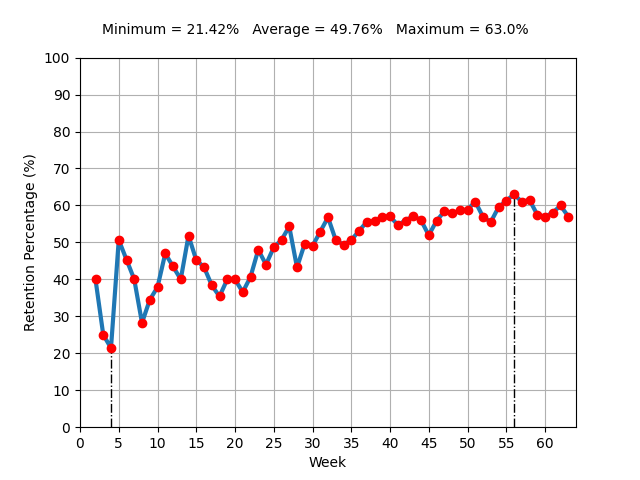 Minimum = 21.42%   Average = 49.76%   Maximum = 63.0%
100
90
80
70
60
50
40
30
20
10
0
Retention Percentage (%)
0 5 10 15 20 25 30 35 40 45 50 55 60
Week